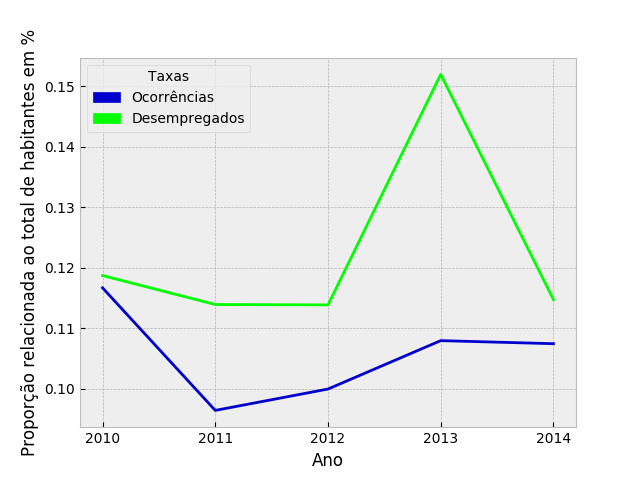 Proporção relacionada ao total de habitantes em %
0.15
0.14
0.13
0.12
0.11
0.10
Taxas
Ocorrências
Desempregados
2010 2011 2012 2013 2014
Ano